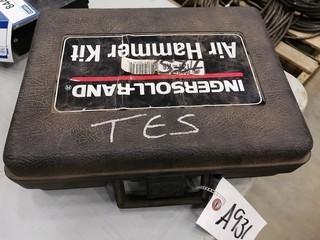 INGERSOLL-RAND®
Air Hammer Kit
TES
A931